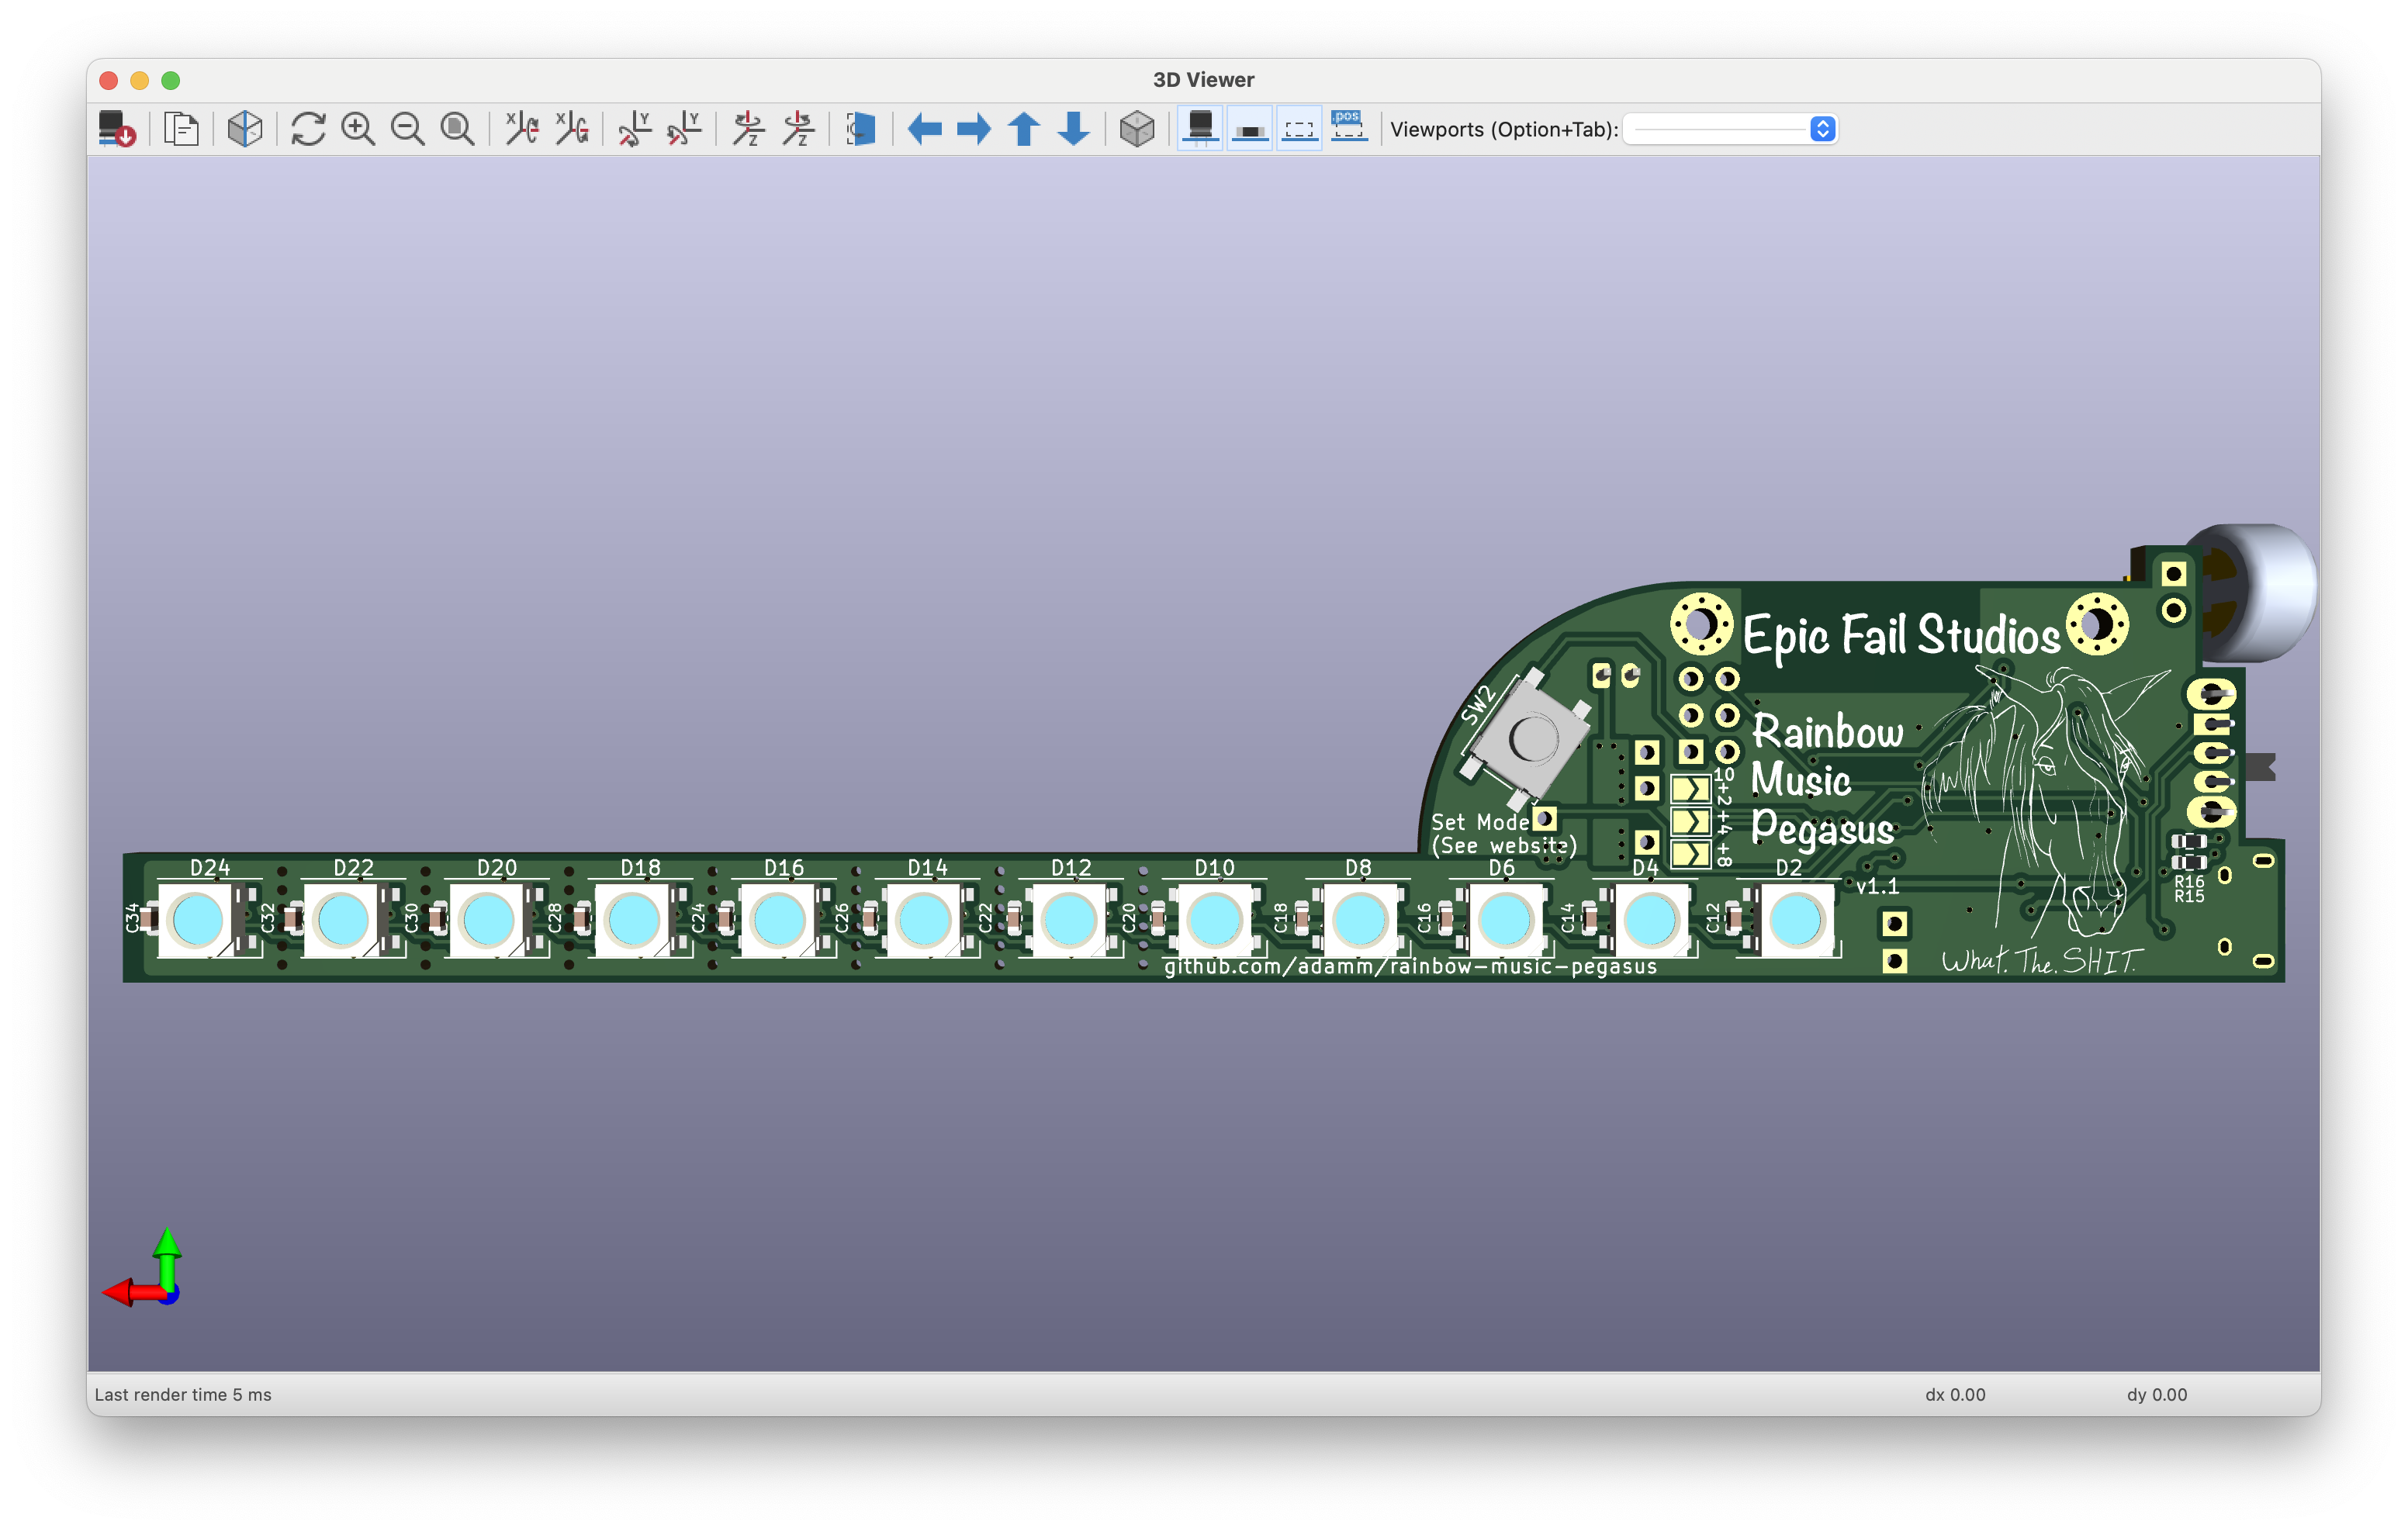 3D Viewer
Viewports (Option+Tab):
.pos
X X Y Y Z Z
Epic Fail Studios
SW2
Rainbow
Music
Pegasus
10
+2
+4
+8
Set Mode
(See website)
D24 D22 D20 D18 D16 D14 D12 D10 D8 D6 D4 D2
v1.1
R16
R15
C34 C32 C30 C28 C24 C26 C22 C20 C18 C16 C14 C12
github.com/adamm/rainbow-music-pegasus
What. The. SHIT.
Last render time 5 ms
dx 0.00
dy 0.00